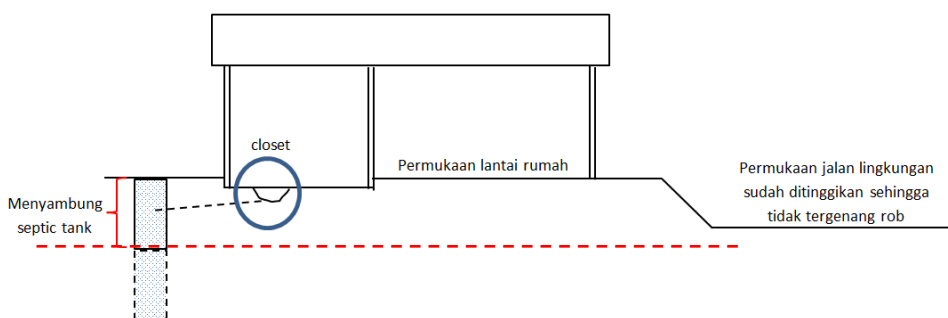 closet
Permukaan lantai rumah
Permukaan jalan lingkungan
sudah ditinggikan sehingga
tidak tergenang rob
Menyambung
septic tank